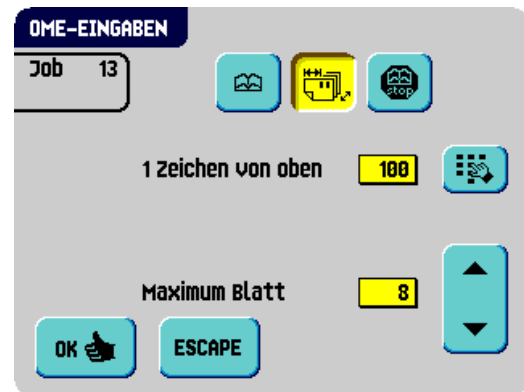 OME-EINGABEN
Job 13
stop
1 Zeichen von oben 100
Maximum Blatt 8
OK ESCAPE